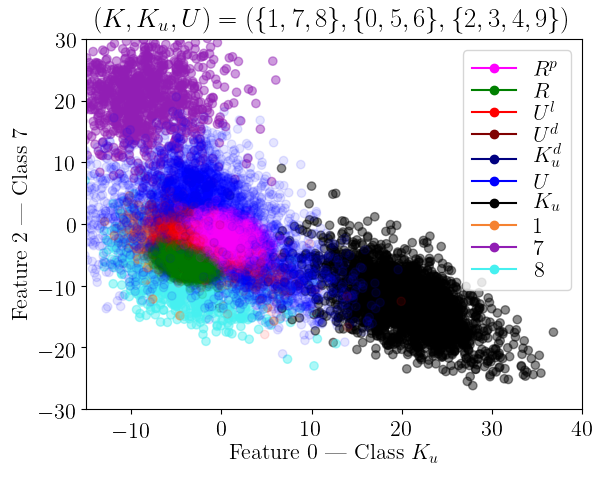 (K, K_u, U) = ({1, 7, 8}, {0, 5, 6}, {2, 3, 4, 9})
30
20
10
0
−10
−20
−30
Feature 2 — Class 7
R^p
R
U^l
U^d
K_u^d
U
K_u
1
7
8
−10
0
10
20
30
40
Feature 0 — Class K_u